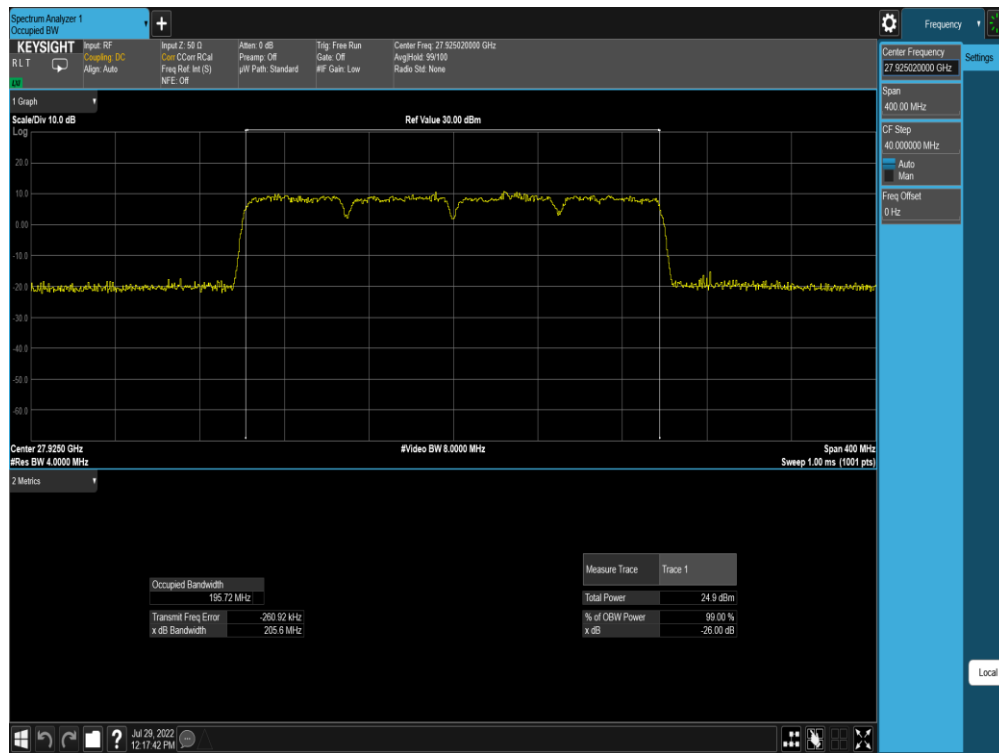 Spectrum Analyzer 1
Occupied BW
Frequency
KEYSIGHT
R L T
Input: RF
Coupling: DC
Align: Auto
Input Z: 50 Ω
Corr CCorr RCal
Freq Ref: Int (S)
NFE: Off
Atten: 0 dB
Preamp: Off
µW Path: Standard
Trig: Free Run
Gate: Off
#IF Gain: Low
Center Freq: 27.925020000 GHz
Avg|Hold: 99/100
Radio Std: None
Center Frequency
27.925020000 GHz
Settings
Span
400.00 MHz
CF Step
40.000000 MHz
Auto
Man
Freq Offset
0 Hz
1 Graph
Scale/Div 10.0 dB
Ref Value 30.00 dBm
Log
20.0
10.0
0.00
-10.0
-20.0
-30.0
-40.0
-50.0
-60.0
Center 27.9250 GHz
#Video BW 8.0000 MHz
Span 400 MHz
#Res BW 4.0000 MHz
Sweep 1.00 ms (1001 pts)
2 Metrics
Measure Trace Trace 1
Occupied Bandwidth
195.72 MHz
Total Power 24.9 dBm
Transmit Freq Error -260.92 kHz
% of OBW Power 99.00 %
x dB Bandwidth 205.6 MHz
x dB -26.00 dB
Local
Jul 29, 2022
12:17:42 PM